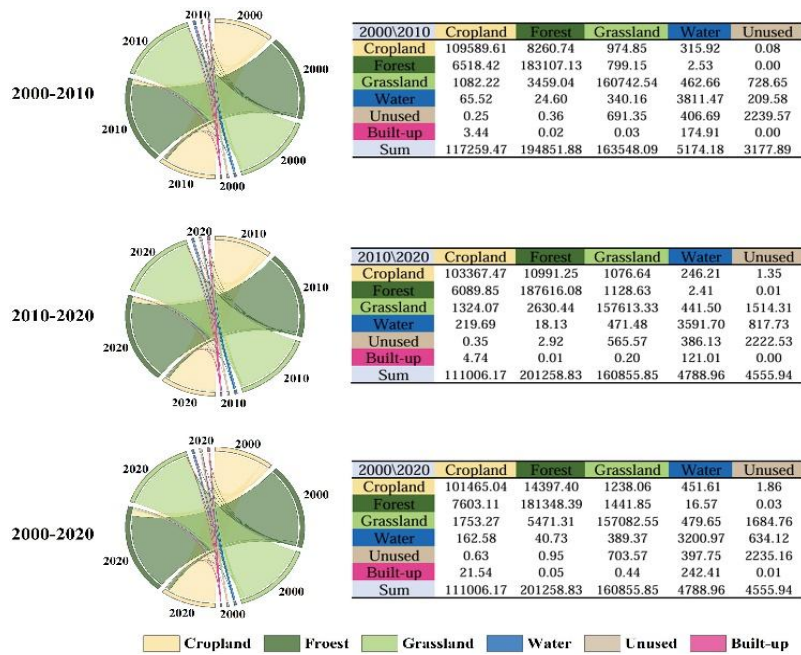 2010 2000
2010 2000
2000-2010
2010 2000
2010 2000
2000\2010 Cropland Forest Grassland Water Unused
Cropland 109589.61 8260.74 974.85 315.92 0.08
Forest 6518.42 183107.13 799.15 2.53 0.00
Grassland 1082.22 3459.04 160742.54 462.66 728.65
Water 65.52 24.60 340.16 3811.47 209.58
Unused 0.25 0.36 691.35 406.69 2239.57
Built-up 3.44 0.02 0.03 174.91 0.00
Sum 117259.47 194851.88 163548.09 5174.18 3177.89
2020 2010
2020 2010
2010-2020
2020 2010
2020 2010
2010\2020 Cropland Forest Grassland Water Unused
Cropland 103367.47 10991.25 1076.64 246.21 1.35
Forest 6089.85 187616.08 1128.63 2.41 0.01
Grassland 1324.07 2630.44 157613.33 441.50 1514.31
Water 219.69 18.13 471.48 3591.70 817.73
Unused 0.35 2.92 565.57 386.13 2222.53
Built-up 4.74 0.01 0.20 121.01 0.00
Sum 111006.17 201258.83 160855.85 4788.96 4555.94
2020 2000
2020 2000
2000-2020
2020 2000
2020 2000
2000\2020 Cropland Forest Grassland Water Unused
Cropland 101465.04 14397.40 1238.06 451.61 1.86
Forest 7603.11 181348.39 1441.85 16.57 0.03
Grassland 1753.27 5471.31 157082.55 479.65 1684.76
Water 162.58 40.73 389.37 3200.97 634.12
Unused 0.63 0.95 703.57 397.75 2235.16
Built-up 21.54 0.05 0.44 242.41 0.01
Sum 111006.17 201258.83 160855.85 4788.96 4555.94
Cropland Froest Grassland Water Unused Built-up